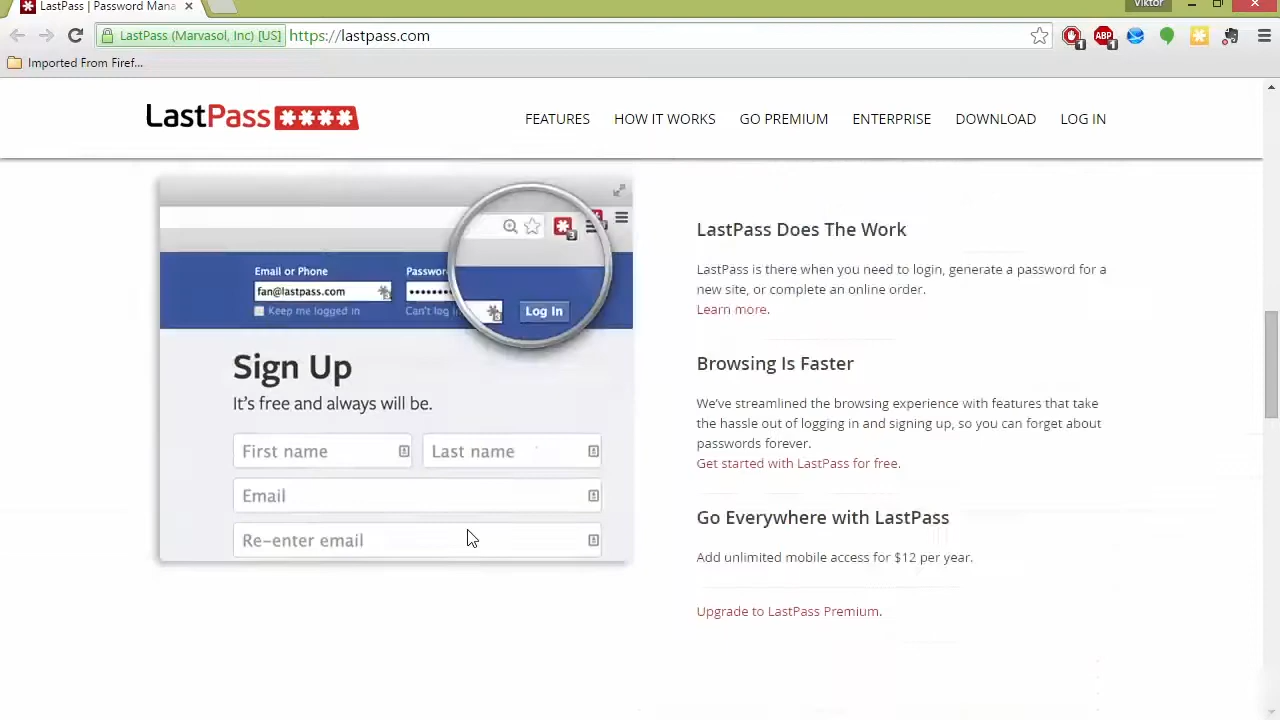 LastPass | Password Mana
Viktor
LastPass (Marvasol, Inc) [US] https://lastpass.com
1
ABP 1
Imported From Firef...
LastPass ****
FEATURES HOW IT WORKS GO PREMIUM ENTERPRISE DOWNLOAD LOG IN
3
Email or Phone
Password
fan@lastpass.com
Keep me logged in
Can't log
Log In
Sign Up
It's free and always will be.
First name
Last name
Email
Re-enter email
LastPass Does The Work
LastPass is there when you need to login, generate a password for a
new site, or complete an online order.
Learn more.
Browsing Is Faster
We've streamlined the browsing experience with features that take
the hassle out of logging in and signing up, so you can forget about
passwords forever.
Get started with LastPass for free.
Go Everywhere with LastPass
Add unlimited mobile access for $12 per year.
Upgrade to LastPass Premium.